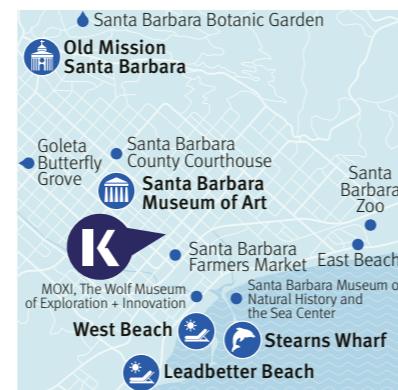 Santa Barbara Botanic Garden
Old Mission
Santa Barbara
Goleta
Butterfly
Grove
Santa Barbara
County Courthouse
Santa Barbara
Museum of Art
Santa
Barbara
Zoo
K
Santa Barbara
Farmers Market
East Beach
MOXI, The Wolf Museum
of Exploration + Innovation
Santa Barbara Museum o
Natural History and
the Sea Center
West Beach
Stearns Wharf
Leadbetter Beach